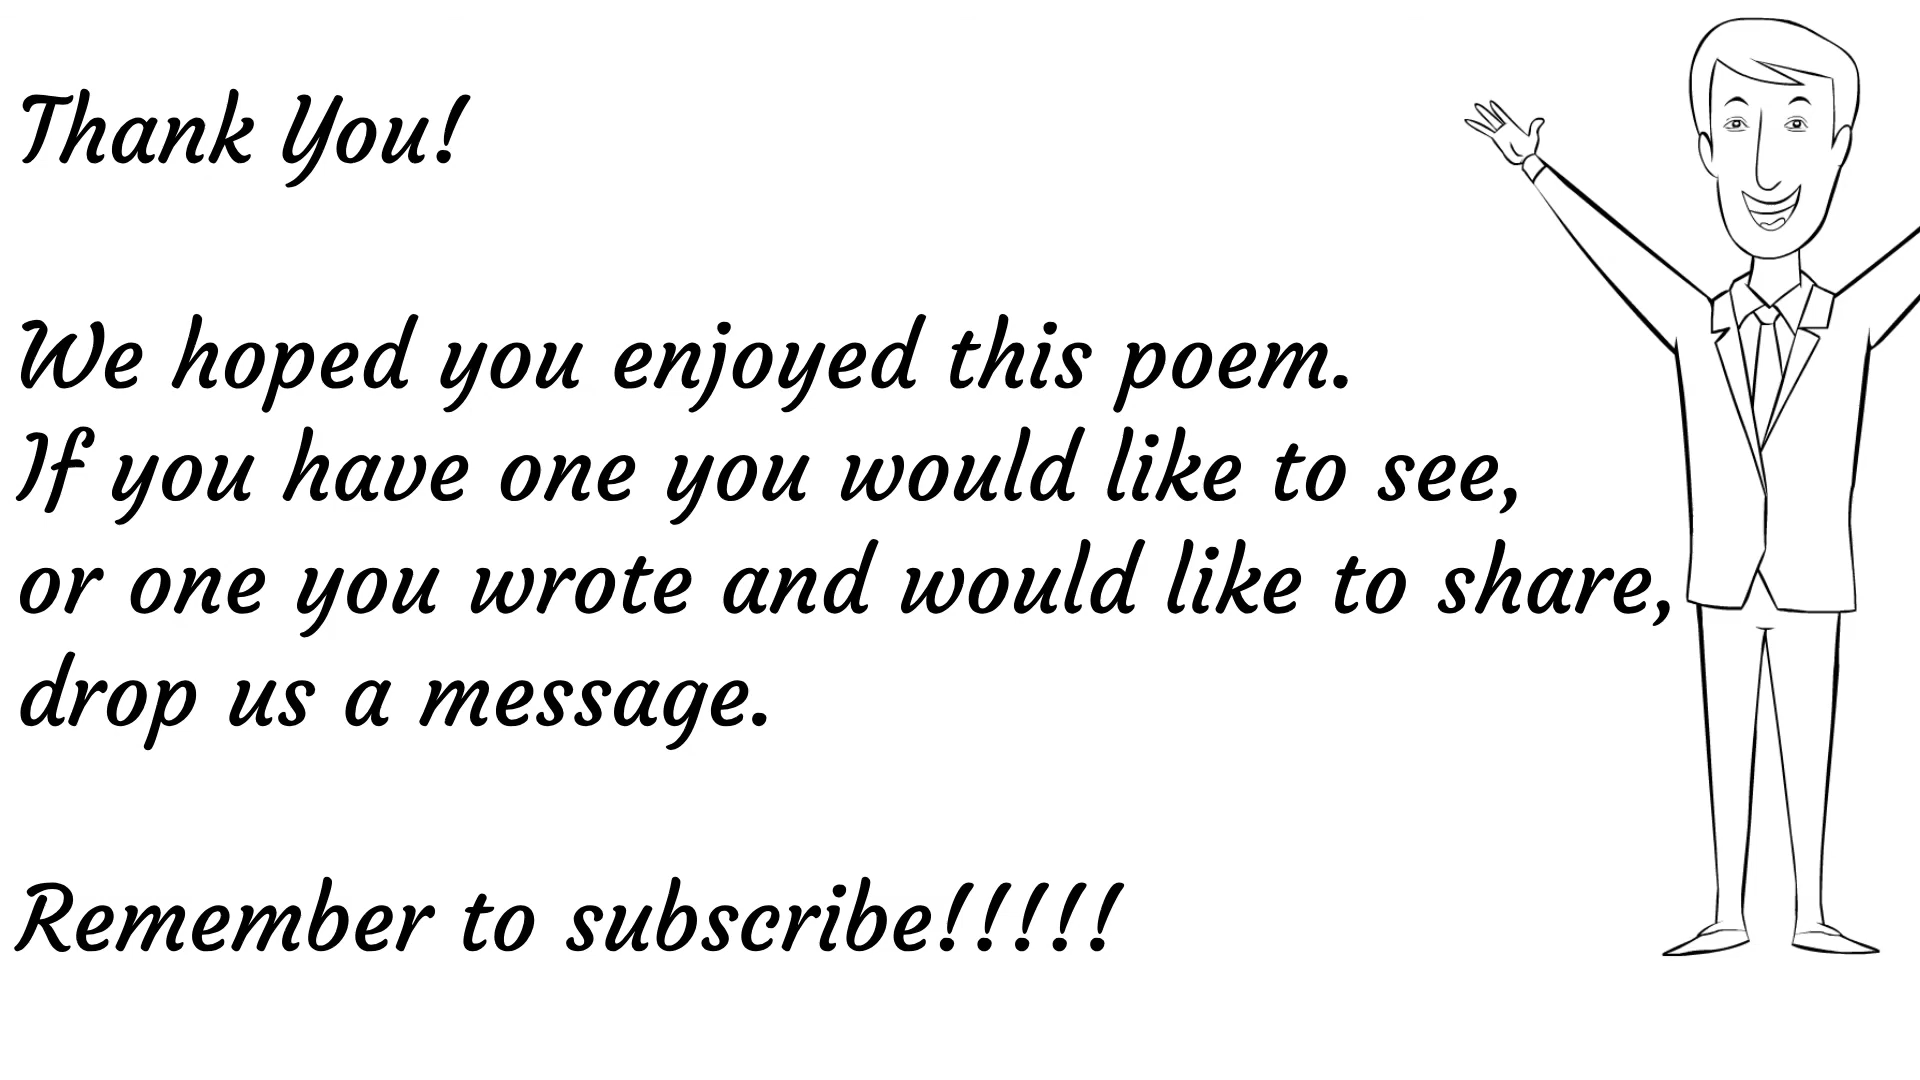 Thank You!
We hoped you enjoyed this poem.
If you have one you would like to see,
or one you wrote and would like to share,
drop us a message.
Remember to subscribe!!!!!